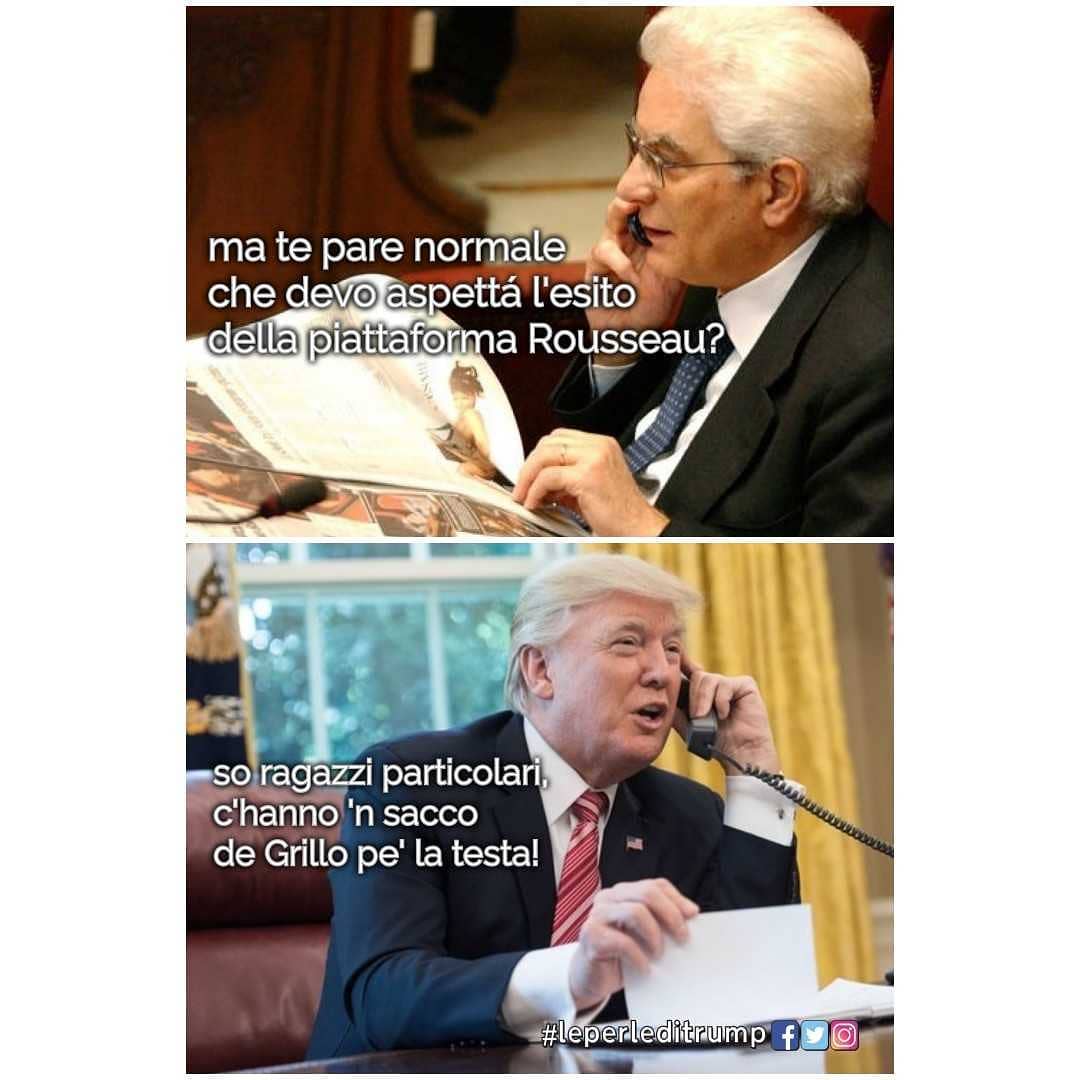 ma te pare normale
che devo aspettá l'esito
della piattaforma Rousseau?
so ragazzi particolari,
c'hanno 'n sacco
de Grillo pe' la testa!
#leperleditrump